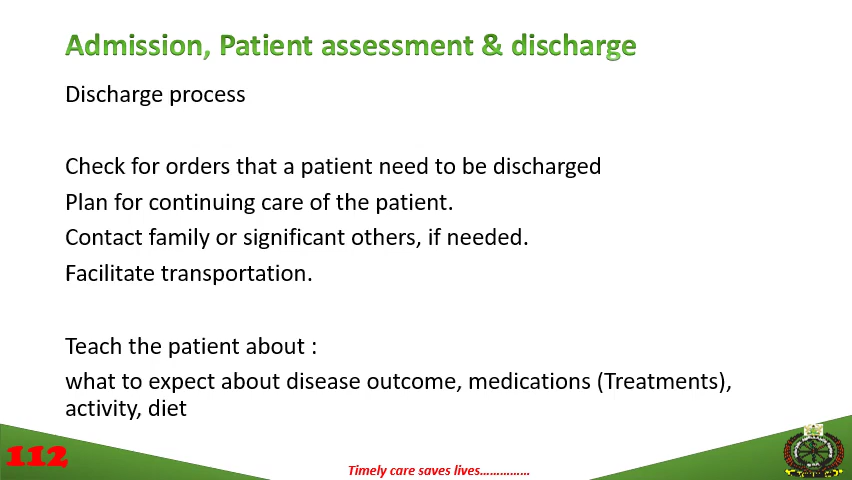 Admission, Patient assessment & discharge
Discharge process
Check for orders that a patient need to be discharged
Plan for continuing care of the patient.
Contact family or significant others, if needed.
Facilitate transportation.
Teach the patient about :
what to expect about disease outcome, medications (Treatments),
activity, diet
112
Timely care saves lives……………